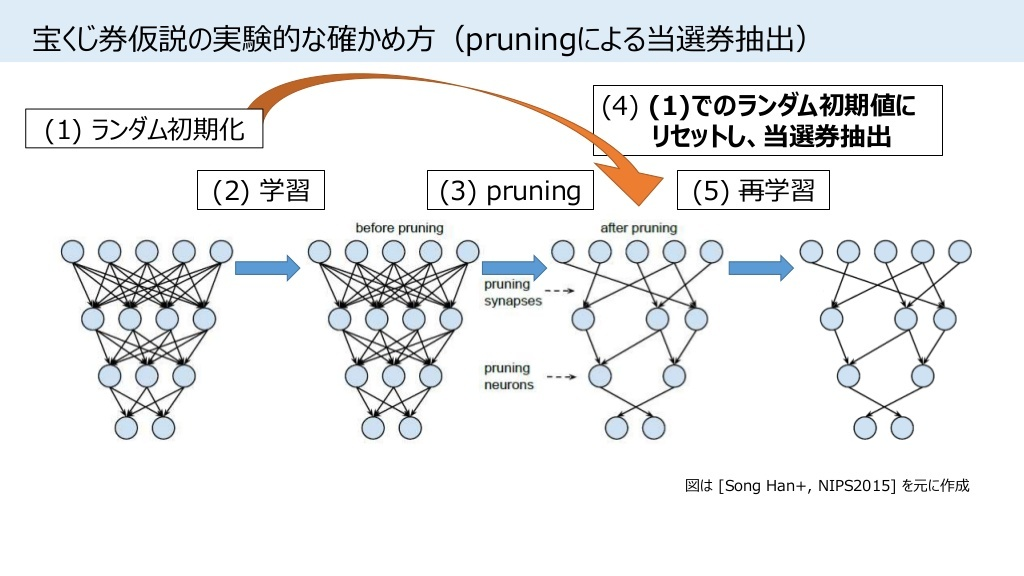 宝くじ券仮説の実験的な確かめ方（pruningによる当選券抽出）
(1) ランダム初期化
(4) (1)でのランダム初期値に
リセットし、当選券抽出
(2) 学習
(3) pruning
(5) 再学習
before pruning
after pruning
pruning
synapses
pruning
neurons
図は [Song Han+, NIPS2015] を元に作成